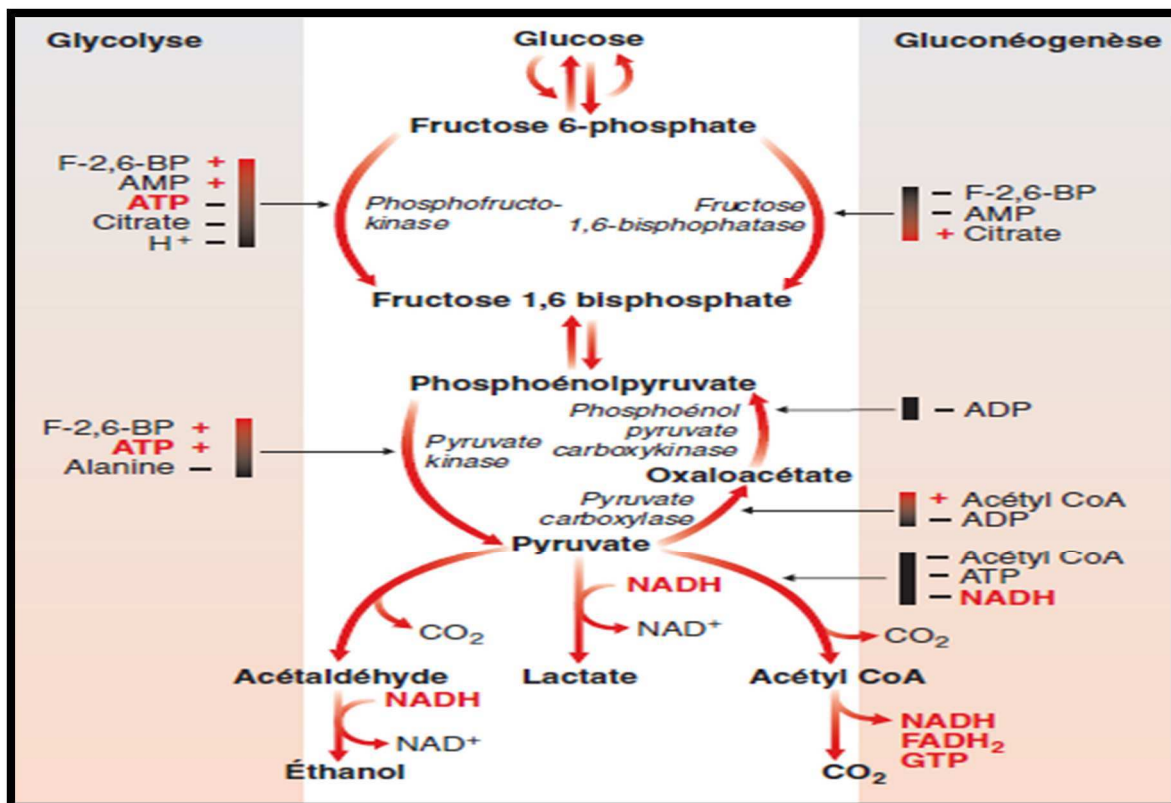 Glycolyse
Glucose
Gluconéogenèse
Fructose 6-phosphate
F-2,6-BP +
AMP +
ATP –
Citrate –
H+ –
Phosphofructo-
kinase
Fructose
1,6-bisphophatase
– F-2,6-BP
– AMP
+ Citrate
Fructose 1,6 bisphosphate
Phosphoénolpyruvate
F-2,6-BP +
ATP +
Alanine –
Pyruvate
kinase
Phosphoénol
pyruvate
carboxykinase
– ADP
Oxaloacétate
Pyruvate
carboxylase
+ Acétyl CoA
– ADP
Pyruvate
– Acétyl CoA
– ATP
– NADH
NADH
NAD+
CO2
CO2
Acétaldéhyde
Lactate
Acétyl CoA
NADH
NAD+
NADH
FADH2
GTP
Éthanol
CO2